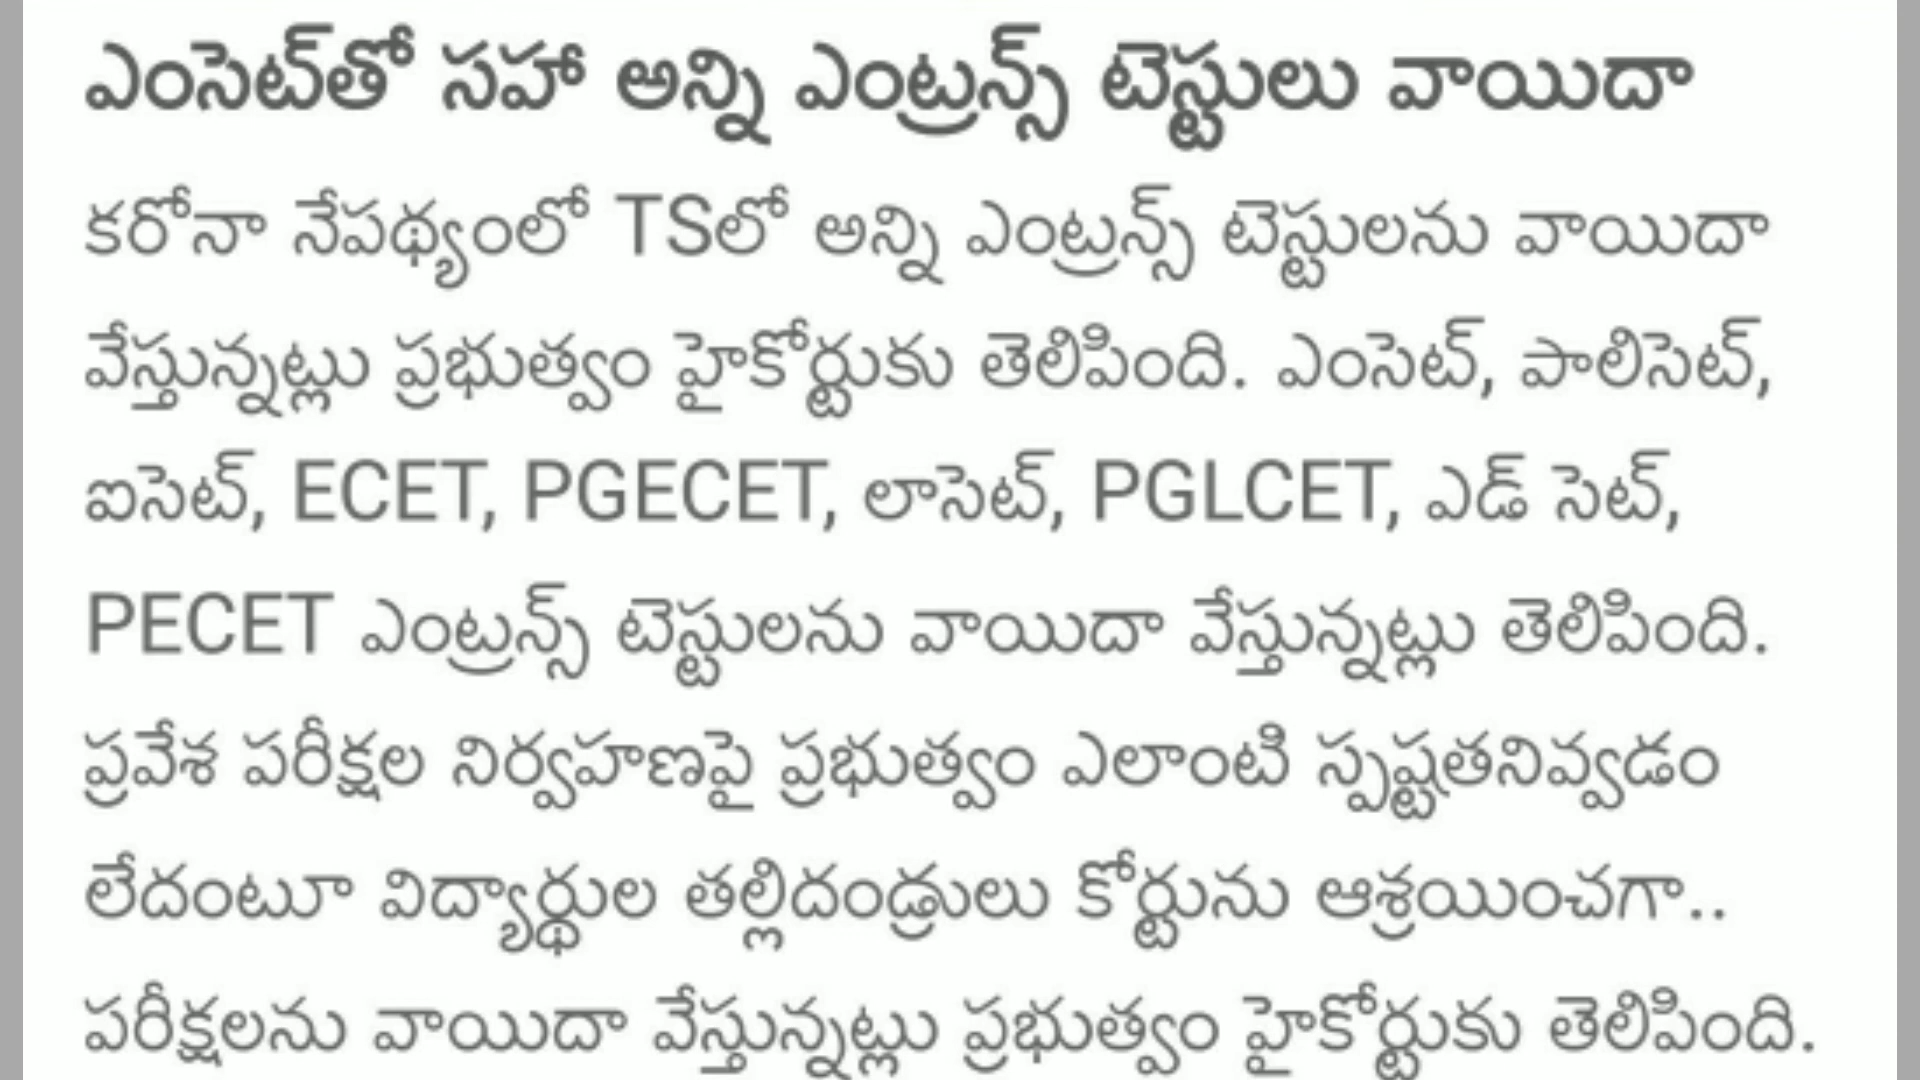 ఎంసెట్‌తో సహా అన్ని ఎంట్రన్స్ టెస్టులు వాయిదా
కరోనా నేపథ్యంలో TSలో అన్ని ఎంట్రన్స్ టెస్టులను వాయిదా
వేస్తున్నట్లు ప్రభుత్వం హైకోర్టుకు తెలిపింది. ఎంసెట్, పాలిసెట్,
ఐసెట్, ECET, PGECET, లాసెట్, PGLCET, ఎడ్ సెట్,
PECET ఎంట్రన్స్ టెస్టులను వాయిదా వేస్తున్నట్లు తెలిపింది.
ప్రవేశ పరీక్షల నిర్వహణపై ప్రభుత్వం ఎలాంటి స్పష్టతనివ్వడం
లేదంటూ విద్యార్థుల తల్లిదండ్రులు కోర్టును ఆశ్రయించగా..
పరీక్షలను వాయిదా వేస్తున్నట్లు ప్రభుత్వం హైకోర్టుకు తెలిపింది.